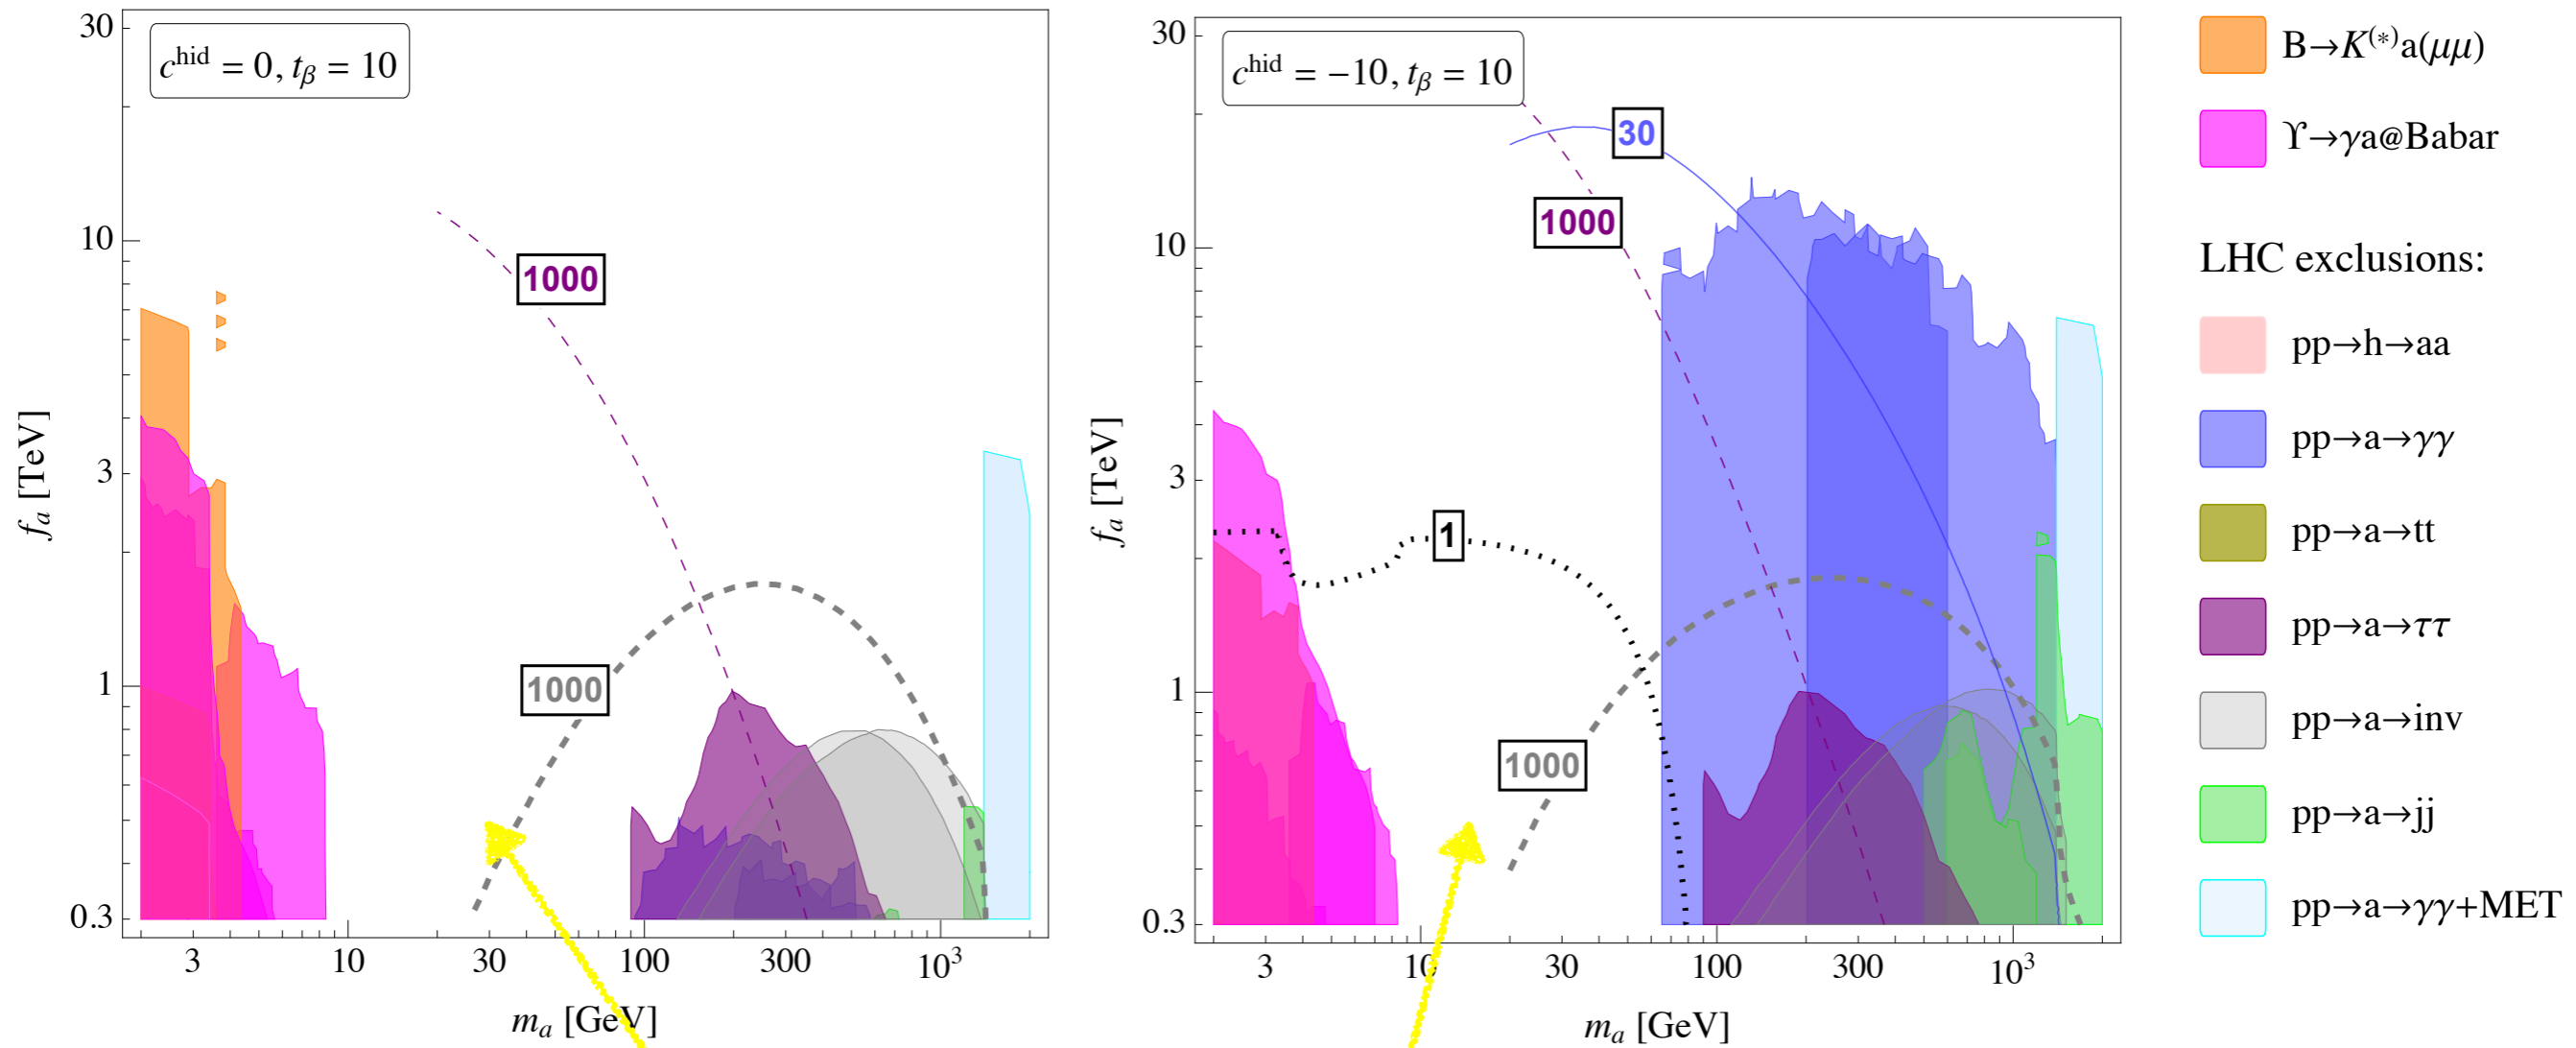 c^hid = 0, t_β = 10
30
10
3
1
0.3
f_a [TeV]
1000
1000
3
10
30
100
300
10^3
m_a [GeV]
c^hid = −10, t_β = 10
30
10
3
1
0.3
f_a [TeV]
30
1000
1
1000
3
10
30
100
300
10^3
m_a [GeV]
B→K^(*)a(μμ)
ϒ→γa@Babar
LHC exclusions:
pp→h→aa
pp→a→γγ
pp→a→tt
pp→a→ττ
pp→a→inv
pp→a→jj
pp→a→γγ+MET